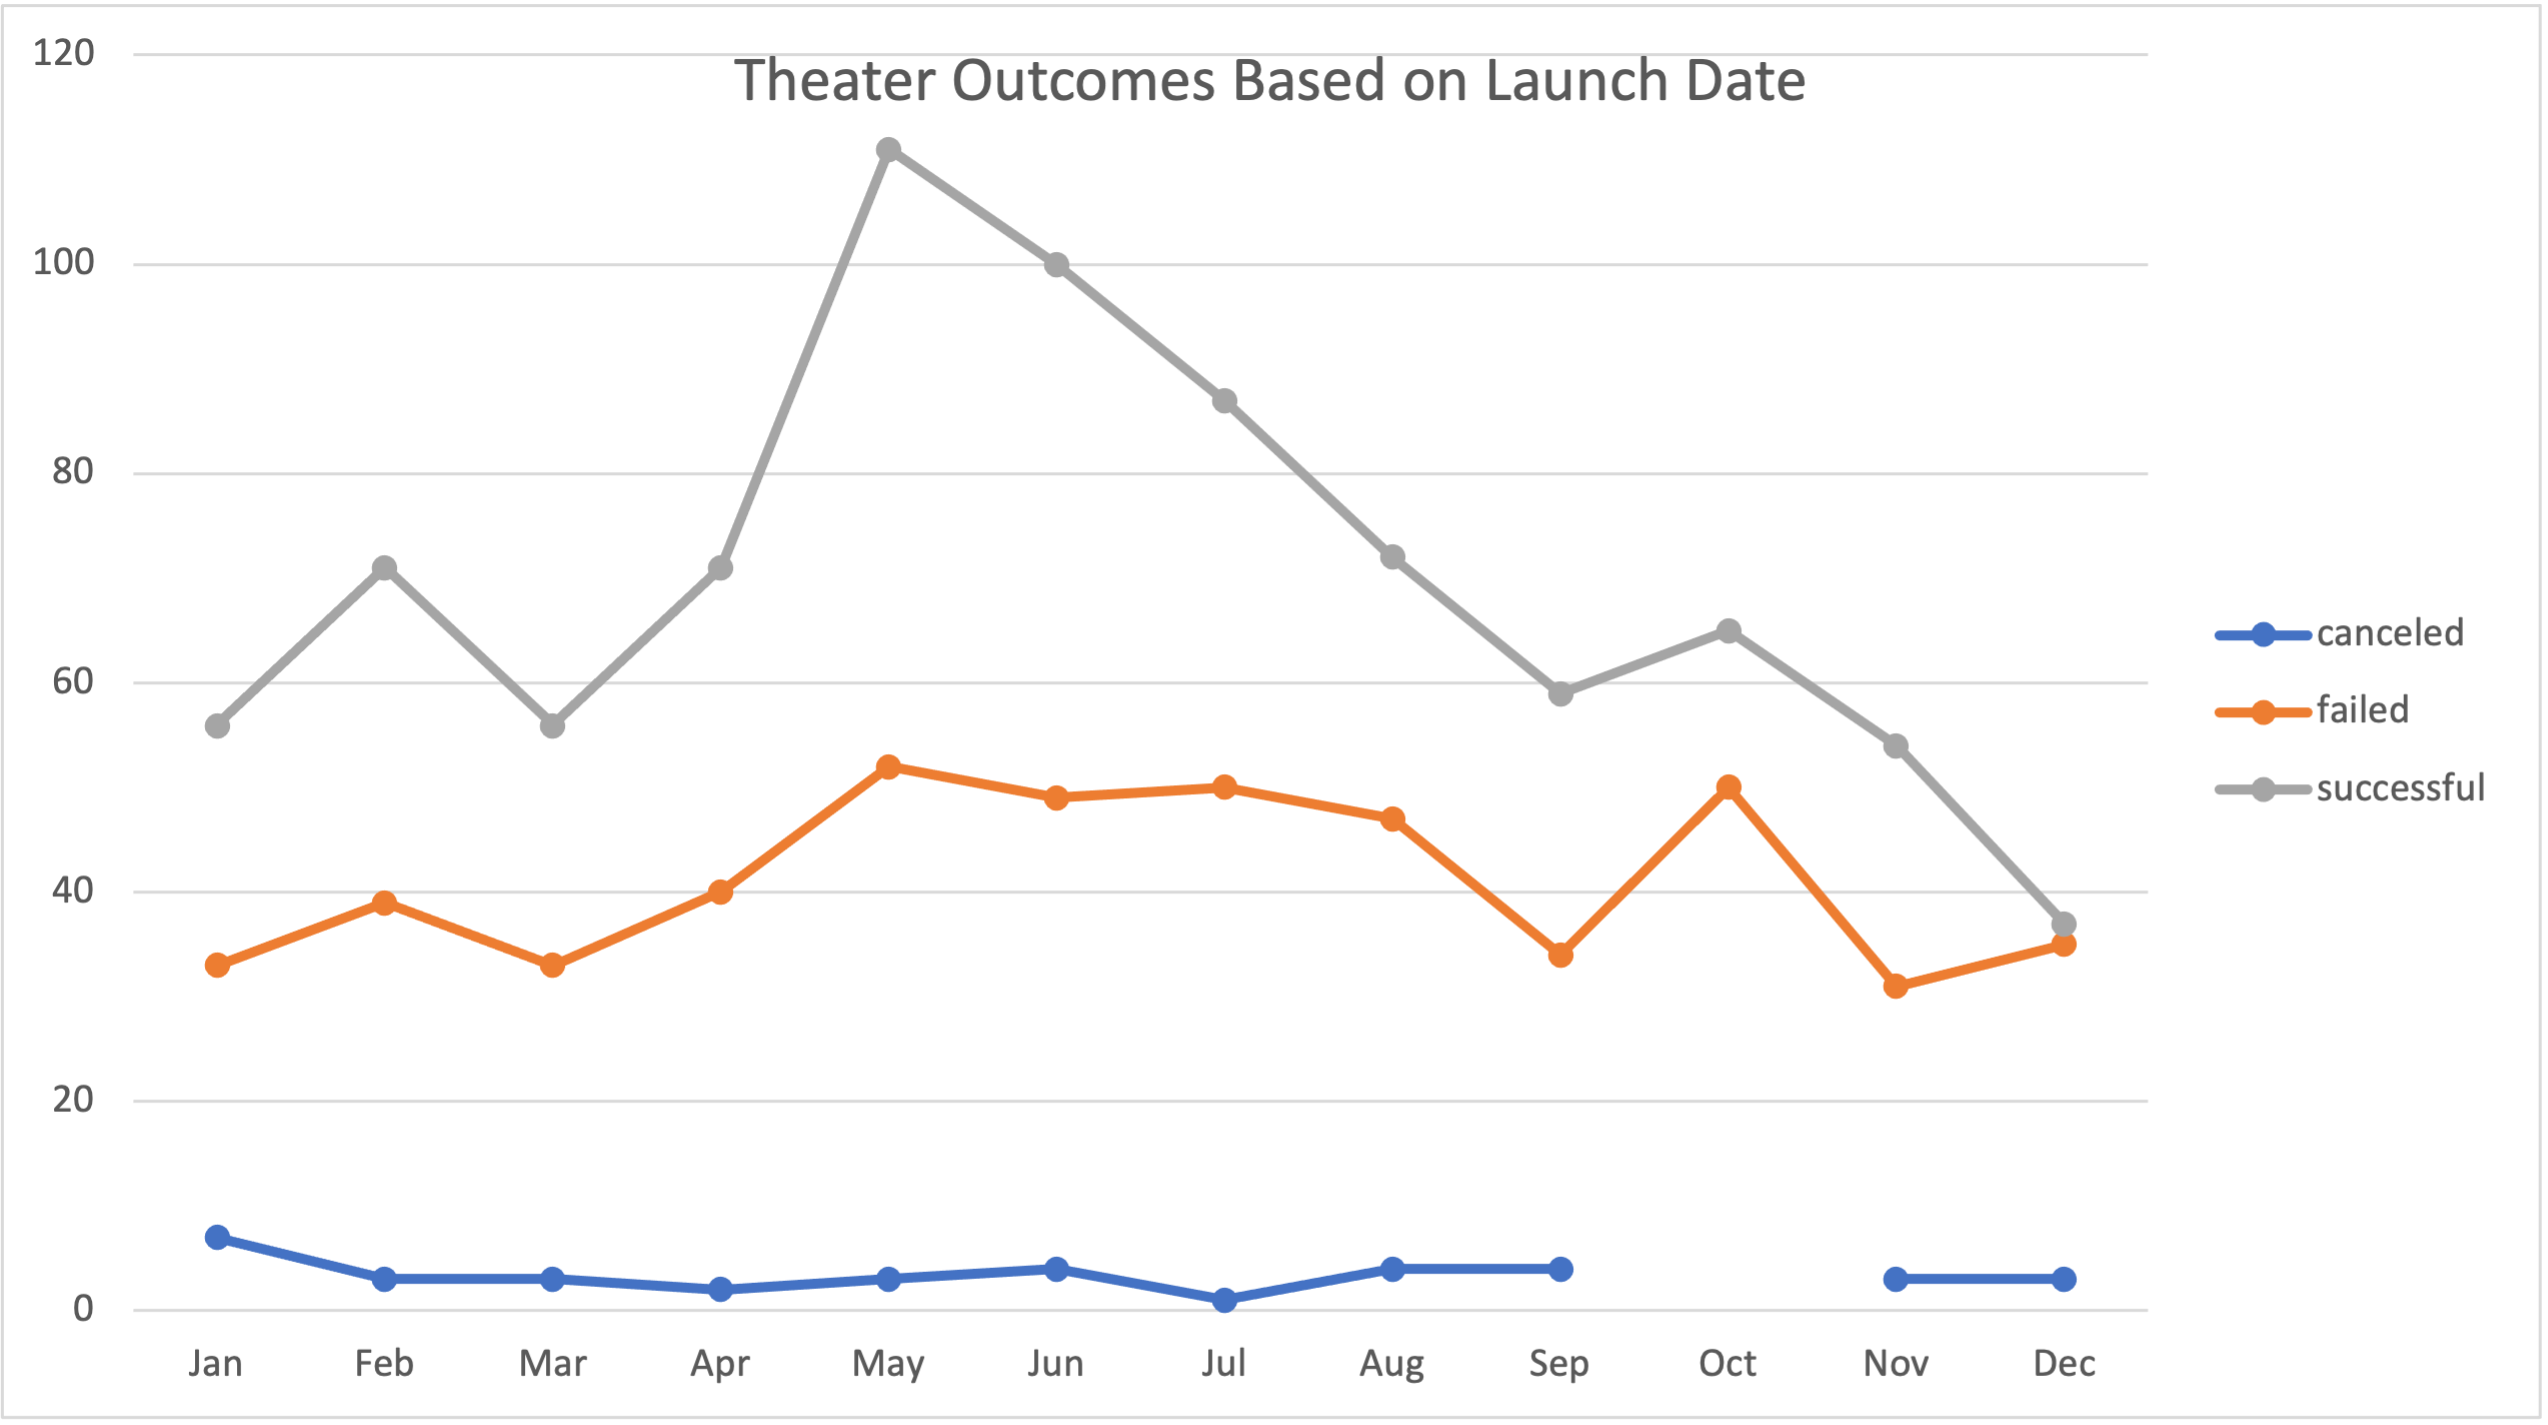 Theater Outcomes Based on Launch Date
120
100
80
60
40
20
0
Jan Feb Mar Apr May Jun Jul Aug Sep Oct Nov Dec
canceled
failed
successful